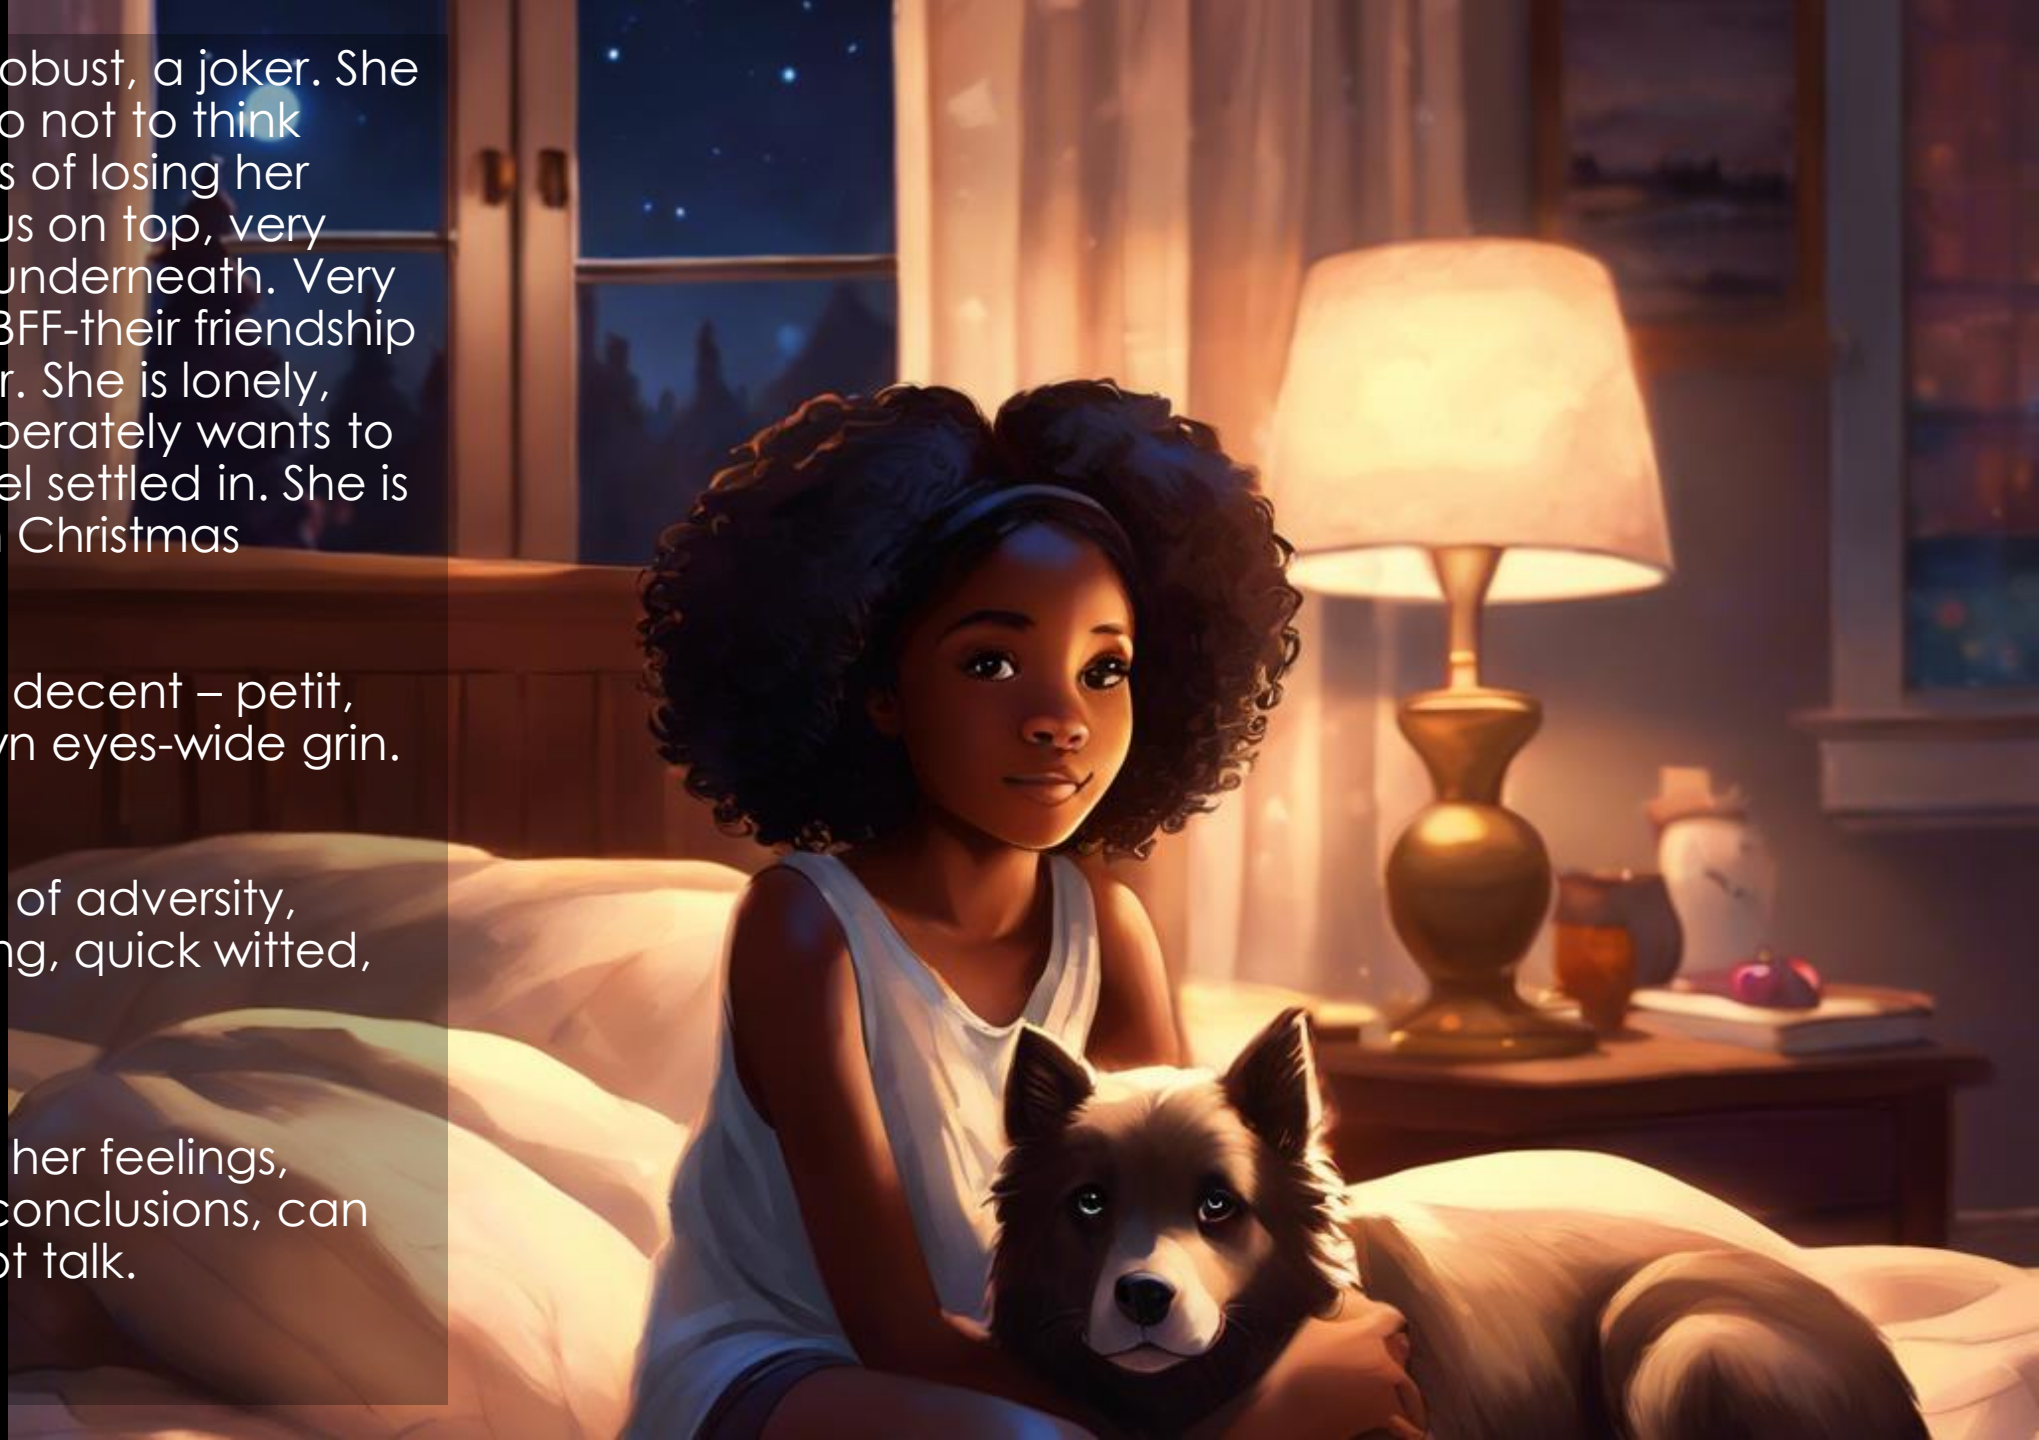 obust, a joker. She
o not to think
s of losing her
us on top, very
underneath. Very
BFF-their friendship
r. She is lonely,
perately wants to
el settled in. She is
Christmas
decent – petit,
wn eyes-wide grin.
of adversity,
ng, quick witted,
her feelings,
conclusions, can
ot talk.